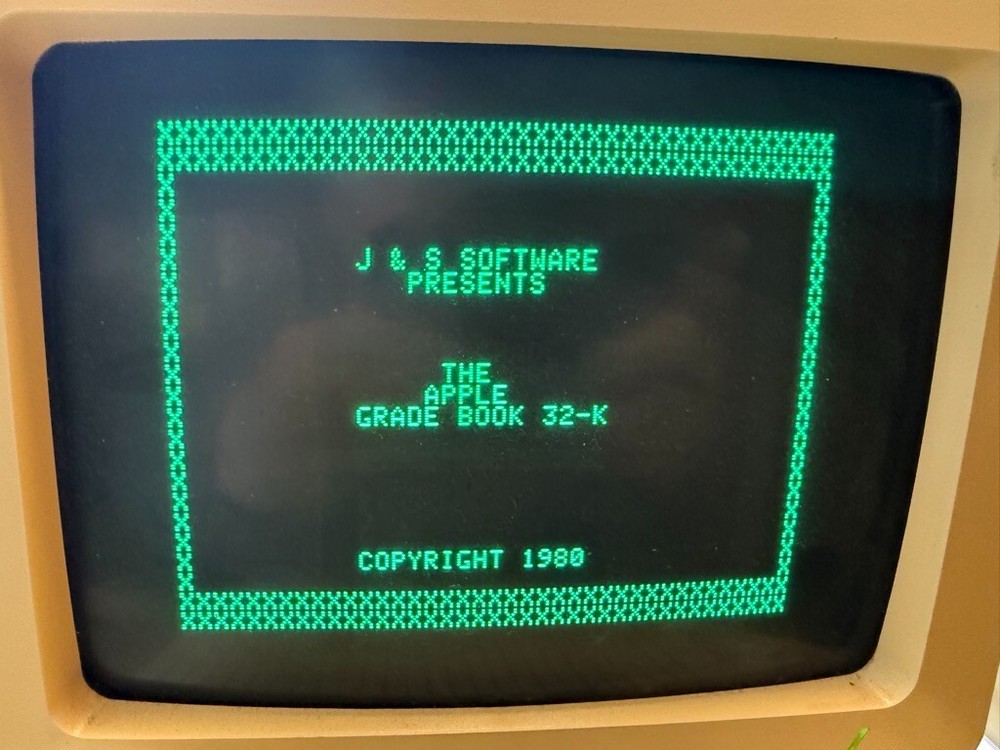 J & S SOFTWARE
PRESENTS
THE
APPLE
GRADE BOOK 32-K
COPYRIGHT 1980